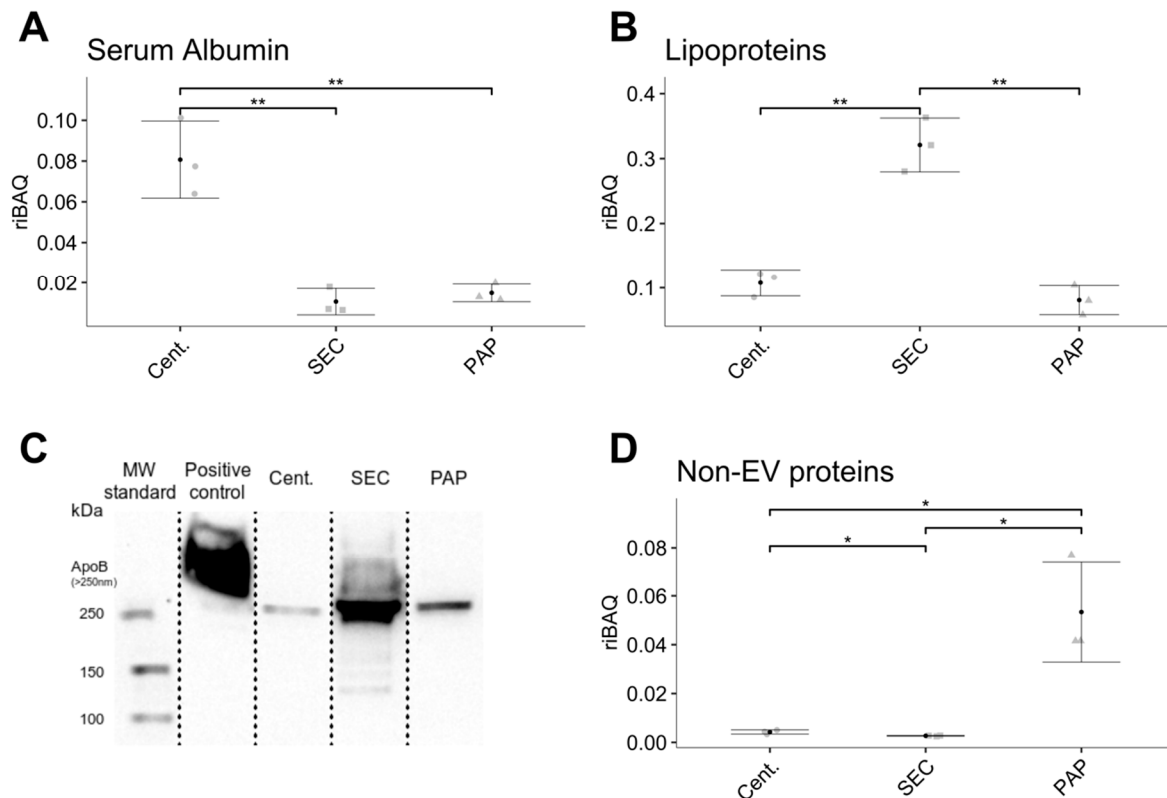 A
Serum Albumin
**
**
0.10
0.08
0.06
0.04
0.02
riBAQ
Cent.
SEC
PAP
B
Lipoproteins
**
**
0.4
0.3
0.2
0.1
riBAQ
Cent.
SEC
PAP
C
MW standard
Positive control
Cent.
SEC
PAP
kDa
ApoB
(>250nm)
250
150
100
D
Non-EV proteins
*
*
*
0.08
0.06
0.04
0.02
0.00
riBAQ
Cent.
SEC
PAP